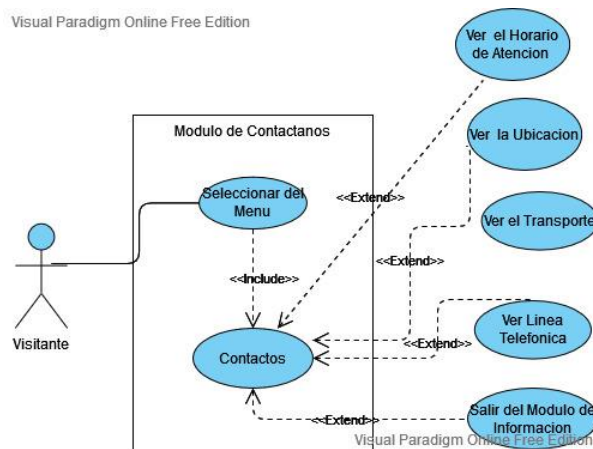 Visual Paradigm Online Free Edition
Ver el Horario
de Atencion
Modulo de Contactanos
Ver la Ubicacion
Seleccionar del
Menu
<<Extend>>
Ver el Transporte
<<Extend>>
<<Include>>
Visitante
Contactos
Ver Linea
Telefonica
<<Extend>>
<<Extend>>
Salir del Modulo de
Informacion
Visual Paradigm Online Free Edition